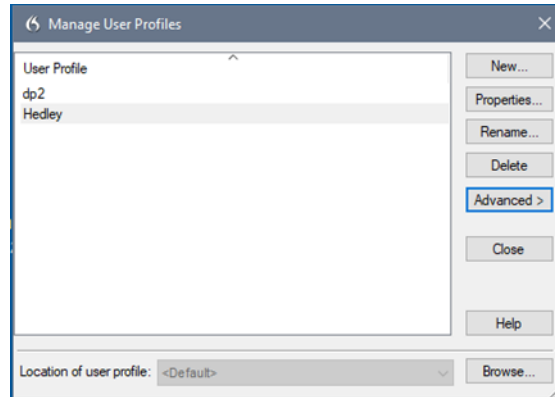 Manage User Profiles
User Profile
dp2
Hedley
New...
Properties...
Rename...
Delete
Advanced >
Close
Help
Location of user profile: <Default>
Browse...